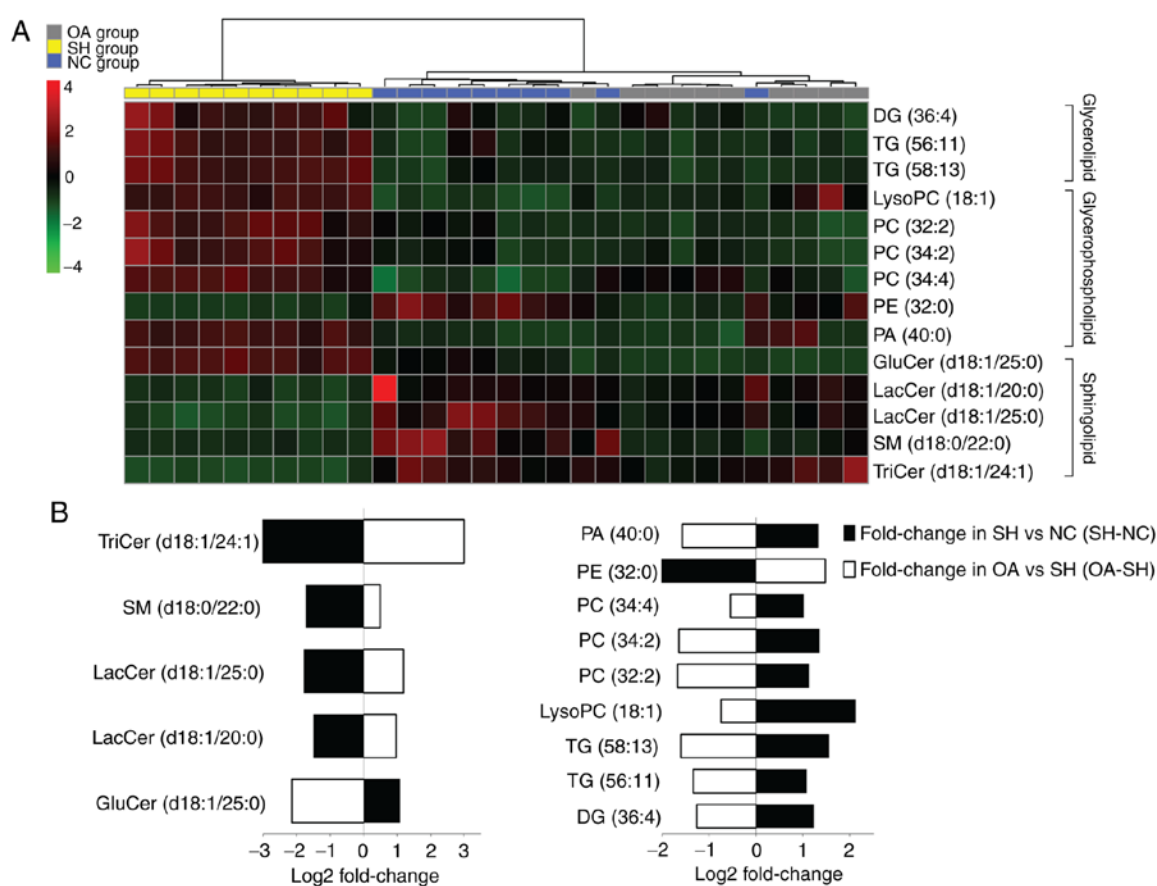 A
OA group
SH group
NC group
4
2
0
−2
−4
DG (36:4)
TG (56:11)
TG (58:13)
LysoPC (18:1)
PC (32:2)
PC (34:2)
PC (34:4)
PE (32:0)
PA (40:0)
GluCer (d18:1/25:0)
LacCer (d18:1/20:0)
LacCer (d18:1/25:0)
SM (d18:0/22:0)
TriCer (d18:1/24:1)
Glycerolipid
Glycerophospholipid
Sphingolipid
B
TriCer (d18:1/24:1)
SM (d18:0/22:0)
LacCer (d18:1/25:0)
LacCer (d18:1/20:0)
GluCer (d18:1/25:0)
−3 −2 −1 0 1 2 3
Log2 fold-change
PA (40:0)
PE (32:0)
PC (34:4)
PC (34:2)
PC (32:2)
LysoPC (18:1)
TG (58:13)
TG (56:11)
DG (36:4)
−2 −1 0 1 2
Log2 fold-change
Fold-change in SH vs NC (SH-NC)
Fold-change in OA vs SH (OA-SH)